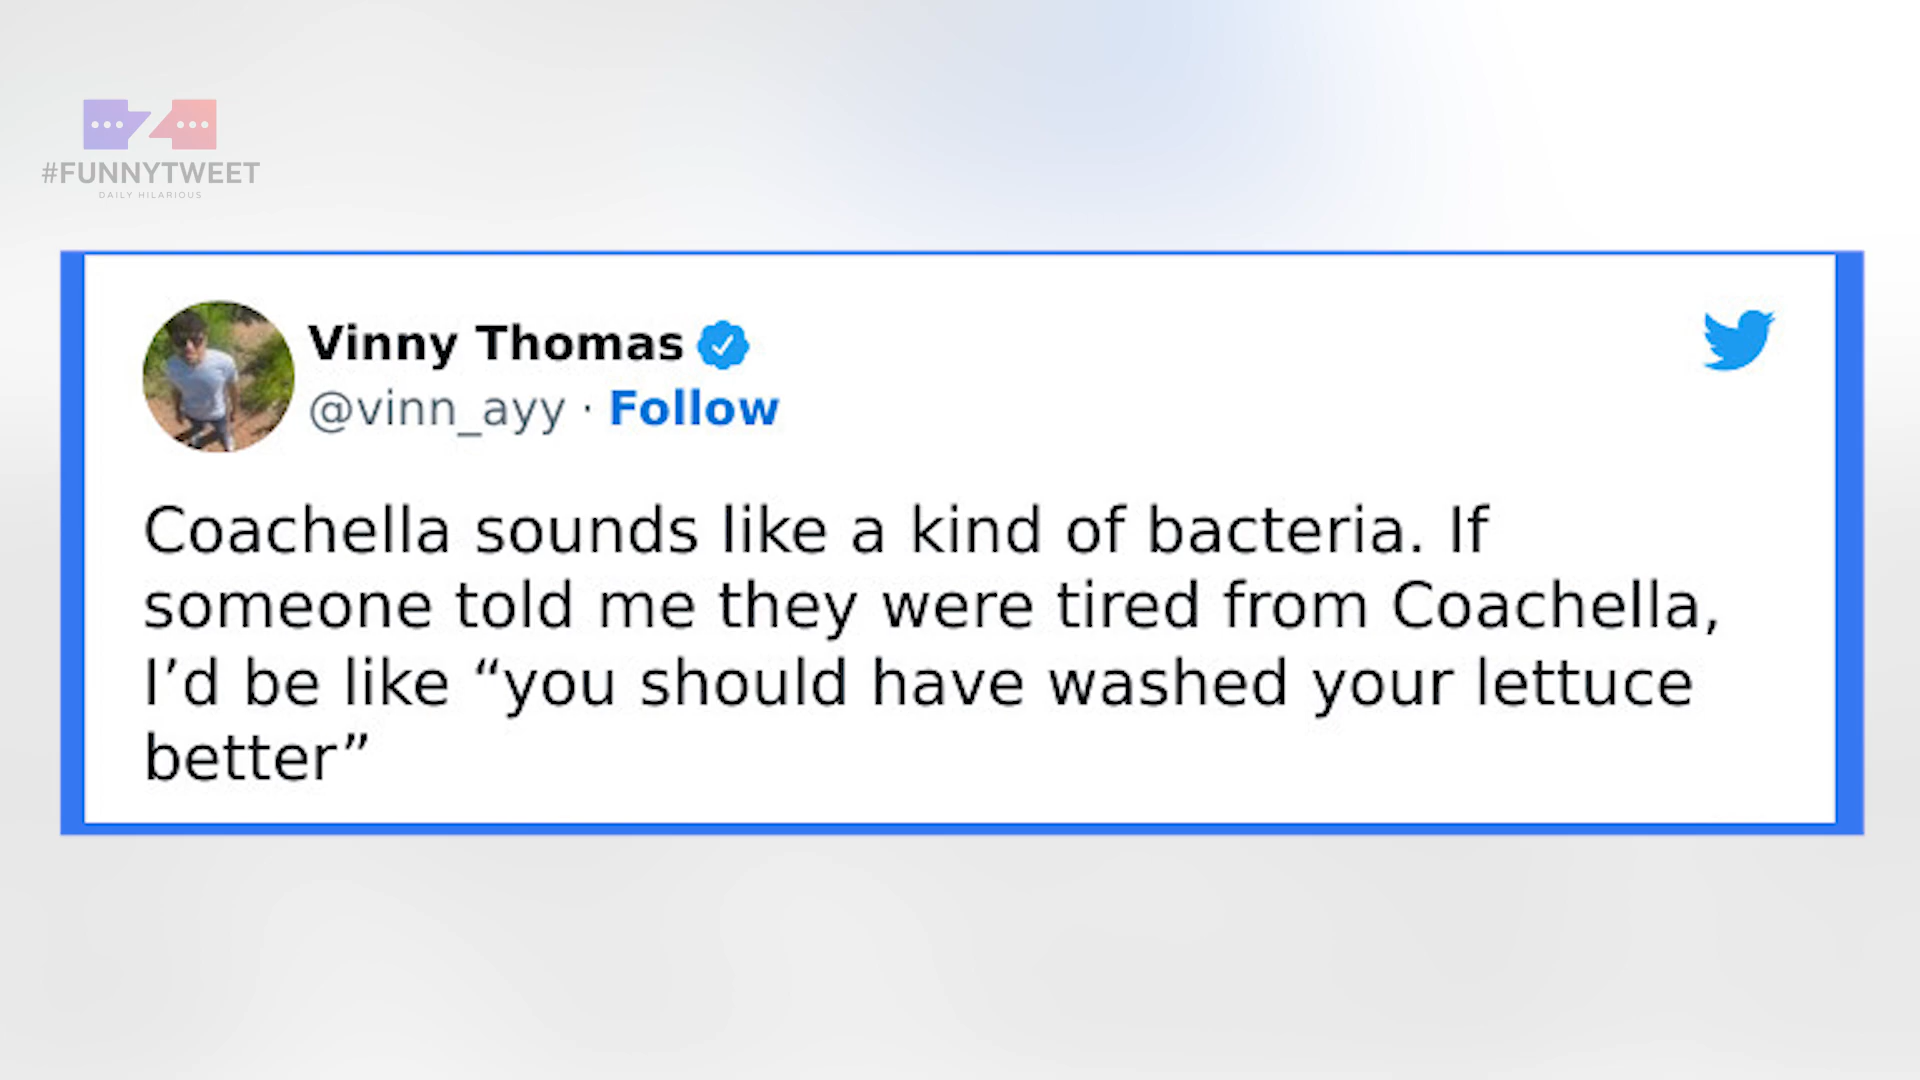 #FUNNYTWEET
DAILY HILARIOUS
Vinny Thomas
@vinn_ayy · Follow
Coachella sounds like a kind of bacteria. If
someone told me they were tired from Coachella,
I’d be like “you should have washed your lettuce
better”